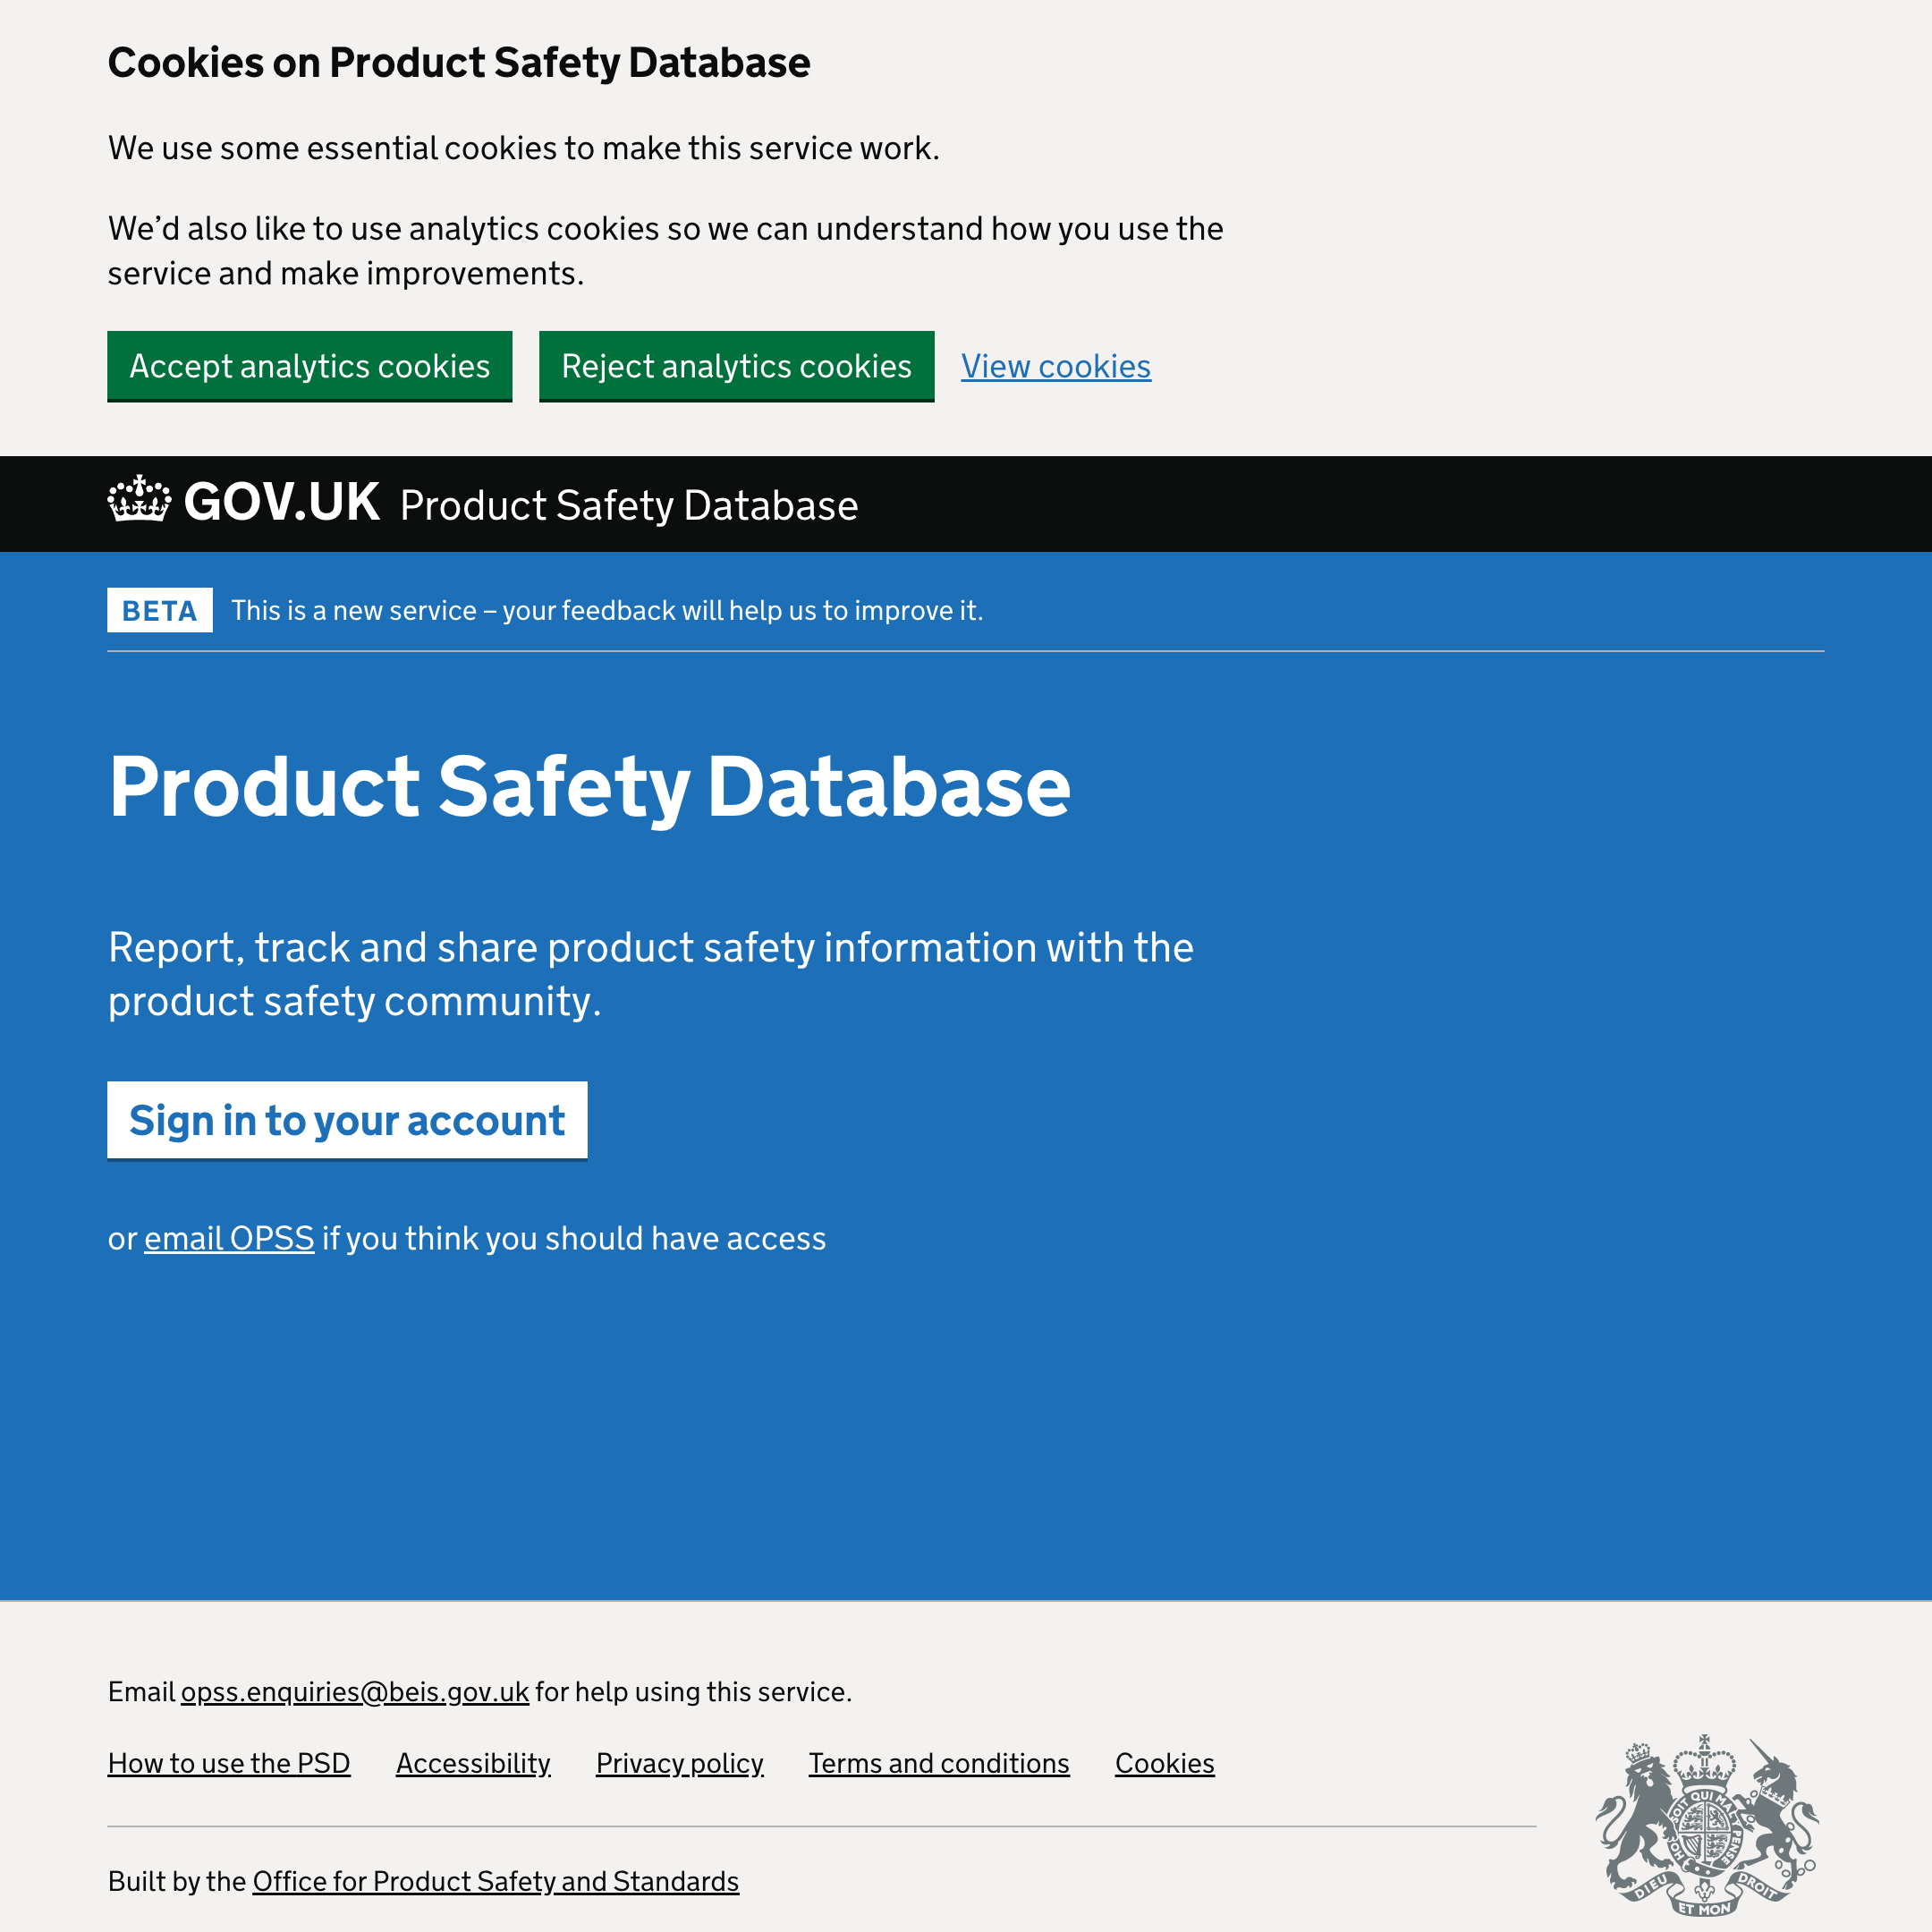 Cookies on Product Safety Database
We use some essential cookies to make this service work.
We’d also like to use analytics cookies so we can understand how you use the
service and make improvements.
Accept analytics cookies Reject analytics cookies View cookies
GOV.UK Product Safety Database
BETA This is a new service – your feedback will help us to improve it.
Product Safety Database
Report, track and share product safety information with the
product safety community.
Sign in to your account
or email OPSS if you think you should have access
Email opss.enquiries@beis.gov.uk for help using this service.
How to use the PSD Accessibility Privacy policy Terms and conditions Cookies
Built by the Office for Product Safety and Standards
HONI SOIT QUI MAL Y PENSE
DIEU ET MON DROIT